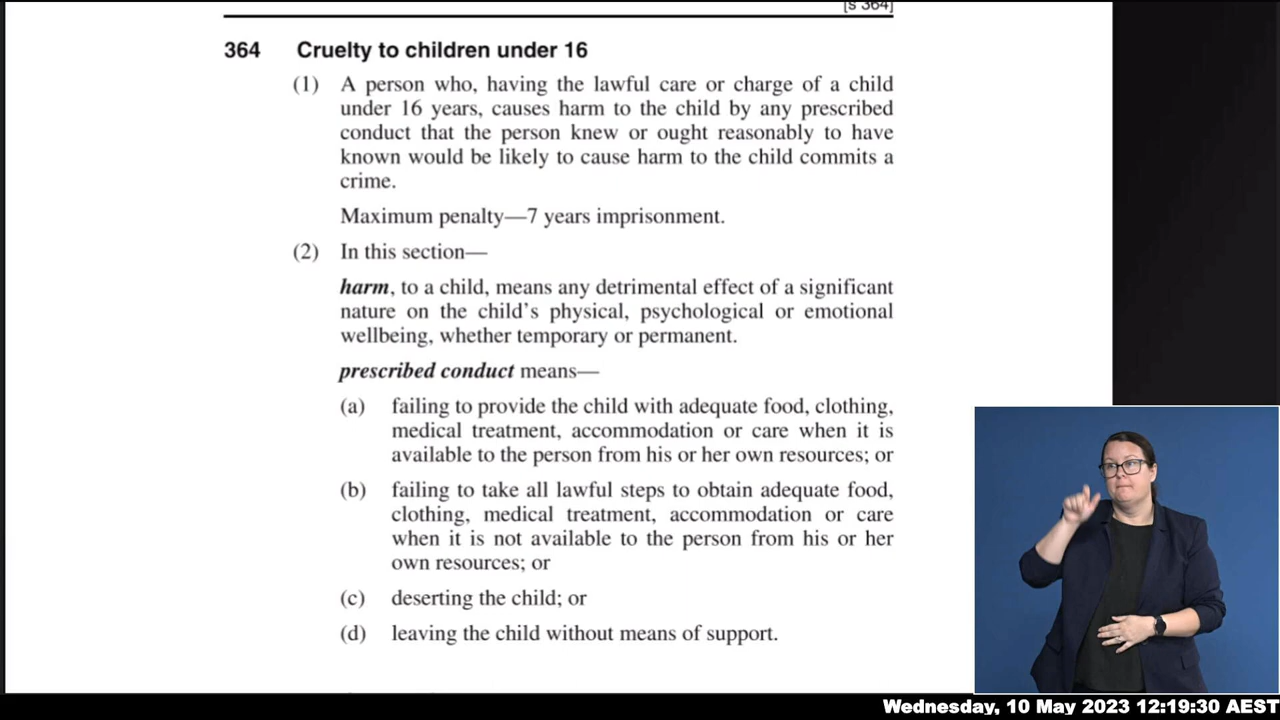 [s 364]
364 Cruelty to children under 16
(1) A person who, having the lawful care or charge of a child
under 16 years, causes harm to the child by any prescribed
conduct that the person knew or ought reasonably to have
known would be likely to cause harm to the child commits a
crime.
Maximum penalty—7 years imprisonment.
(2) In this section—
harm, to a child, means any detrimental effect of a significant
nature on the child's physical, psychological or emotional
wellbeing, whether temporary or permanent.
prescribed conduct means—
(a) failing to provide the child with adequate food, clothing,
medical treatment, accommodation or care when it is
available to the person from his or her own resources; or
(b) failing to take all lawful steps to obtain adequate food,
clothing, medical treatment, accommodation or care
when it is not available to the person from his or her
own resources; or
(c) deserting the child; or
(d) leaving the child without means of support.
Wednesday, 10 May 2023 12:19:30 AEST